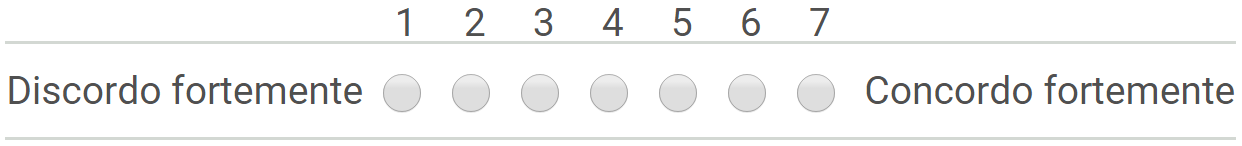 1 2 3 4 5 6 7
Discordo fortemente Concordo fortemente